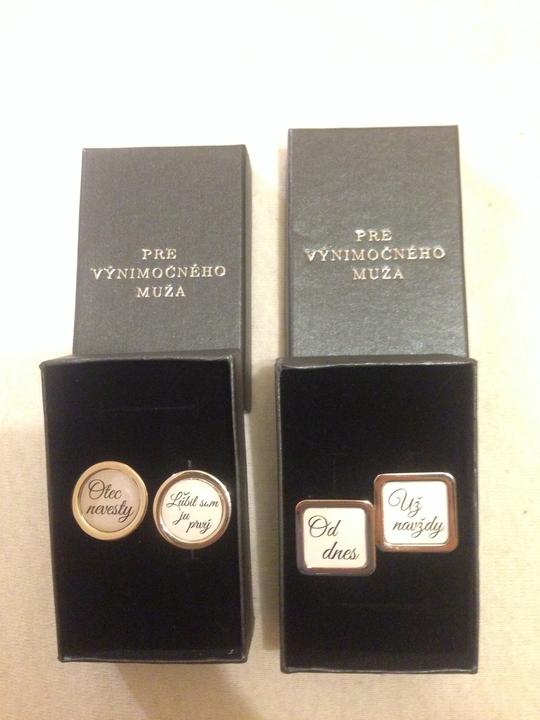 PRE
VÝNIMOČNÉHO
MUŽA
PRE
VÝNIMOČNÉHO
MUŽA
Otec
nevesty
Ľúbil som
ju
prvý
Od
dnes
Už
navždy